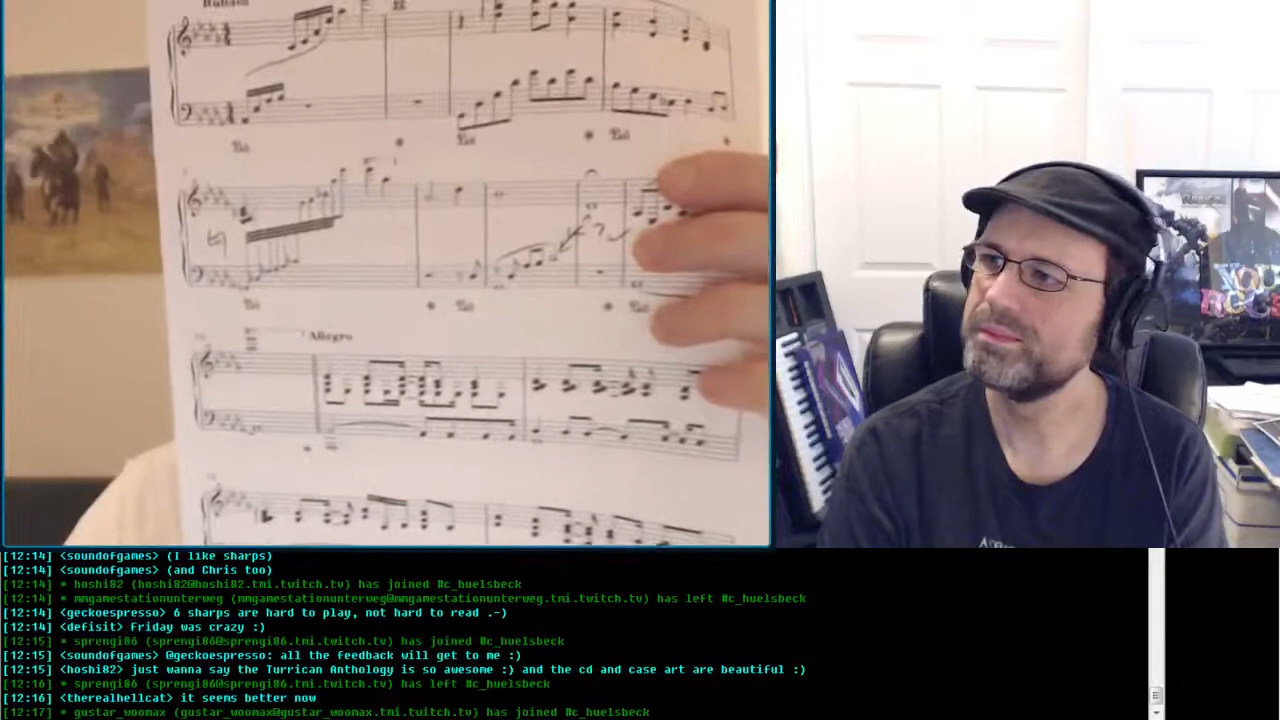 Rubato
Allegro
YOU
ROCK
[12:14] <soundofgames> (I like sharps)
[12:14] <soundofgames> (and Chris too)
[12:14] * hoshi82 (hoshi82@hoshi82.tmi.twitch.tv) has joined #c_huelsbeck
[12:14] * mmgamestationunterweg (mmgamestationunterweg@mmgamestationunterweg.tmi.twitch.tv) has left #c_huelsbeck
[12:14] <geckoespresso> 6 sharps are hard to play, not hard to read .-)
[12:14] <defisit> Friday was crazy :)
[12:15] * sprengi86 (sprengi86@sprengi86.tmi.twitch.tv) has joined #c_huelsbeck
[12:15] <soundofgames> @geckoespresso: all the feedback will get to me :)
[12:15] <hoshi82> just wanna say the Turrican Anthology is so awesome :) and the cd and case art are beautiful :)
[12:16] * sprengi86 (sprengi86@sprengi86.tmi.twitch.tv) has left #c_huelsbeck
[12:16] <therealhellcat> it seems better now
[12:17] * gustar_woomax (gustar_woomax@gustar_woomax.tmi.twitch.tv) has joined #c_huelsbeck